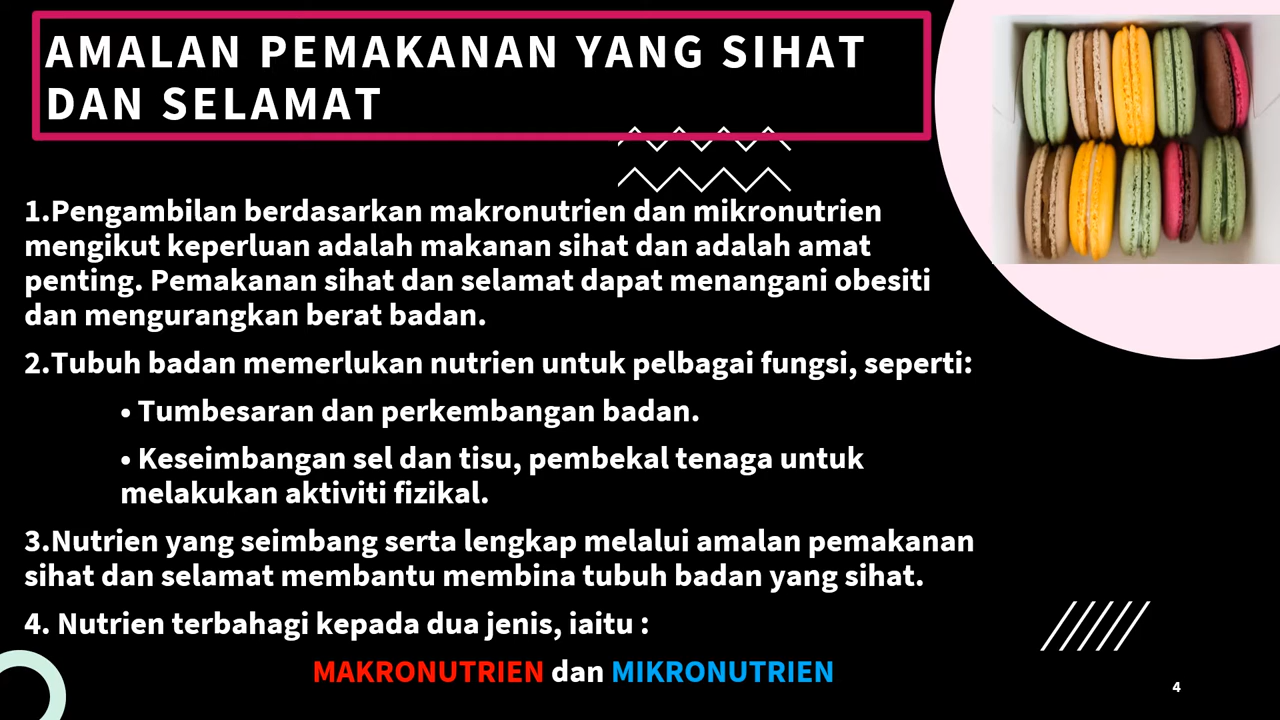 AMALAN PEMAKANAN YANG SIHAT
DAN SELAMAT
1.Pengambilan berdasarkan makronutrien dan mikronutrien
mengikut keperluan adalah makanan sihat dan adalah amat
penting. Pemakanan sihat dan selamat dapat menangani obesiti
dan mengurangkan berat badan.
2.Tubuh badan memerlukan nutrien untuk pelbagai fungsi, seperti:
• Tumbesaran dan perkembangan badan.
• Keseimbangan sel dan tisu, pembekal tenaga untuk
melakukan aktiviti fizikal.
3.Nutrien yang seimbang serta lengkap melalui amalan pemakanan
sihat dan selamat membantu membina tubuh badan yang sihat.
4. Nutrien terbahagi kepada dua jenis, iaitu :
MAKRONUTRIEN dan MIKRONUTRIEN
4